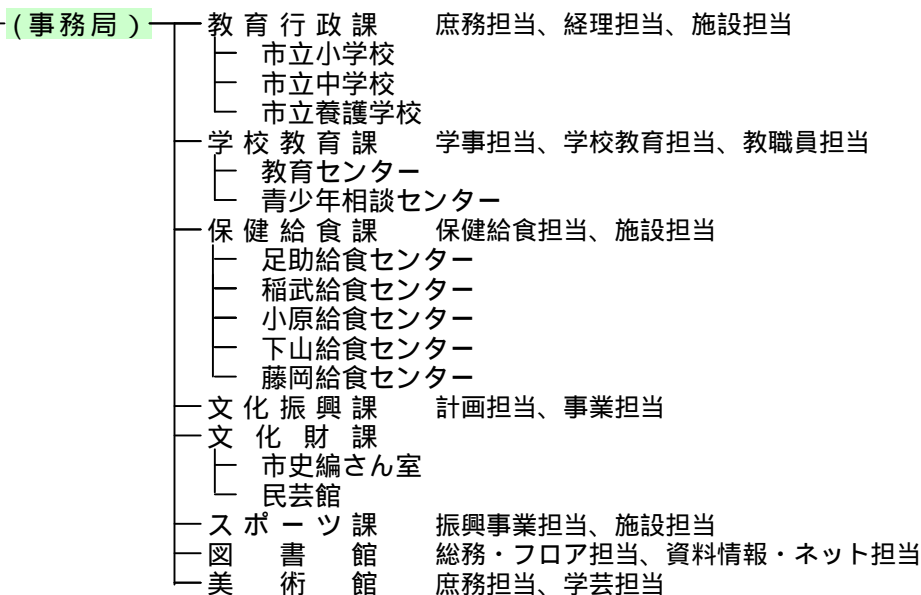 (事務局) 教育行政課 庶務担当、経理担当、施設担当
市立小学校
市立中学校
市立養護学校
学校教育課 学事担当、学校教育担当、教職員担当
教育センター
青少年相談センター
保健給食課 保健給食担当、施設担当
足助給食センター
稲武給食センター
小原給食センター
下山給食センター
藤岡給食センター
文化振興課 計画担当、事業担当
文化財課
市史編さん室
民芸館
スポーツ課 振興事業担当、施設担当
図書館 総務・フロア担当、資料情報・ネット担当
美術館 庶務担当、学芸担当